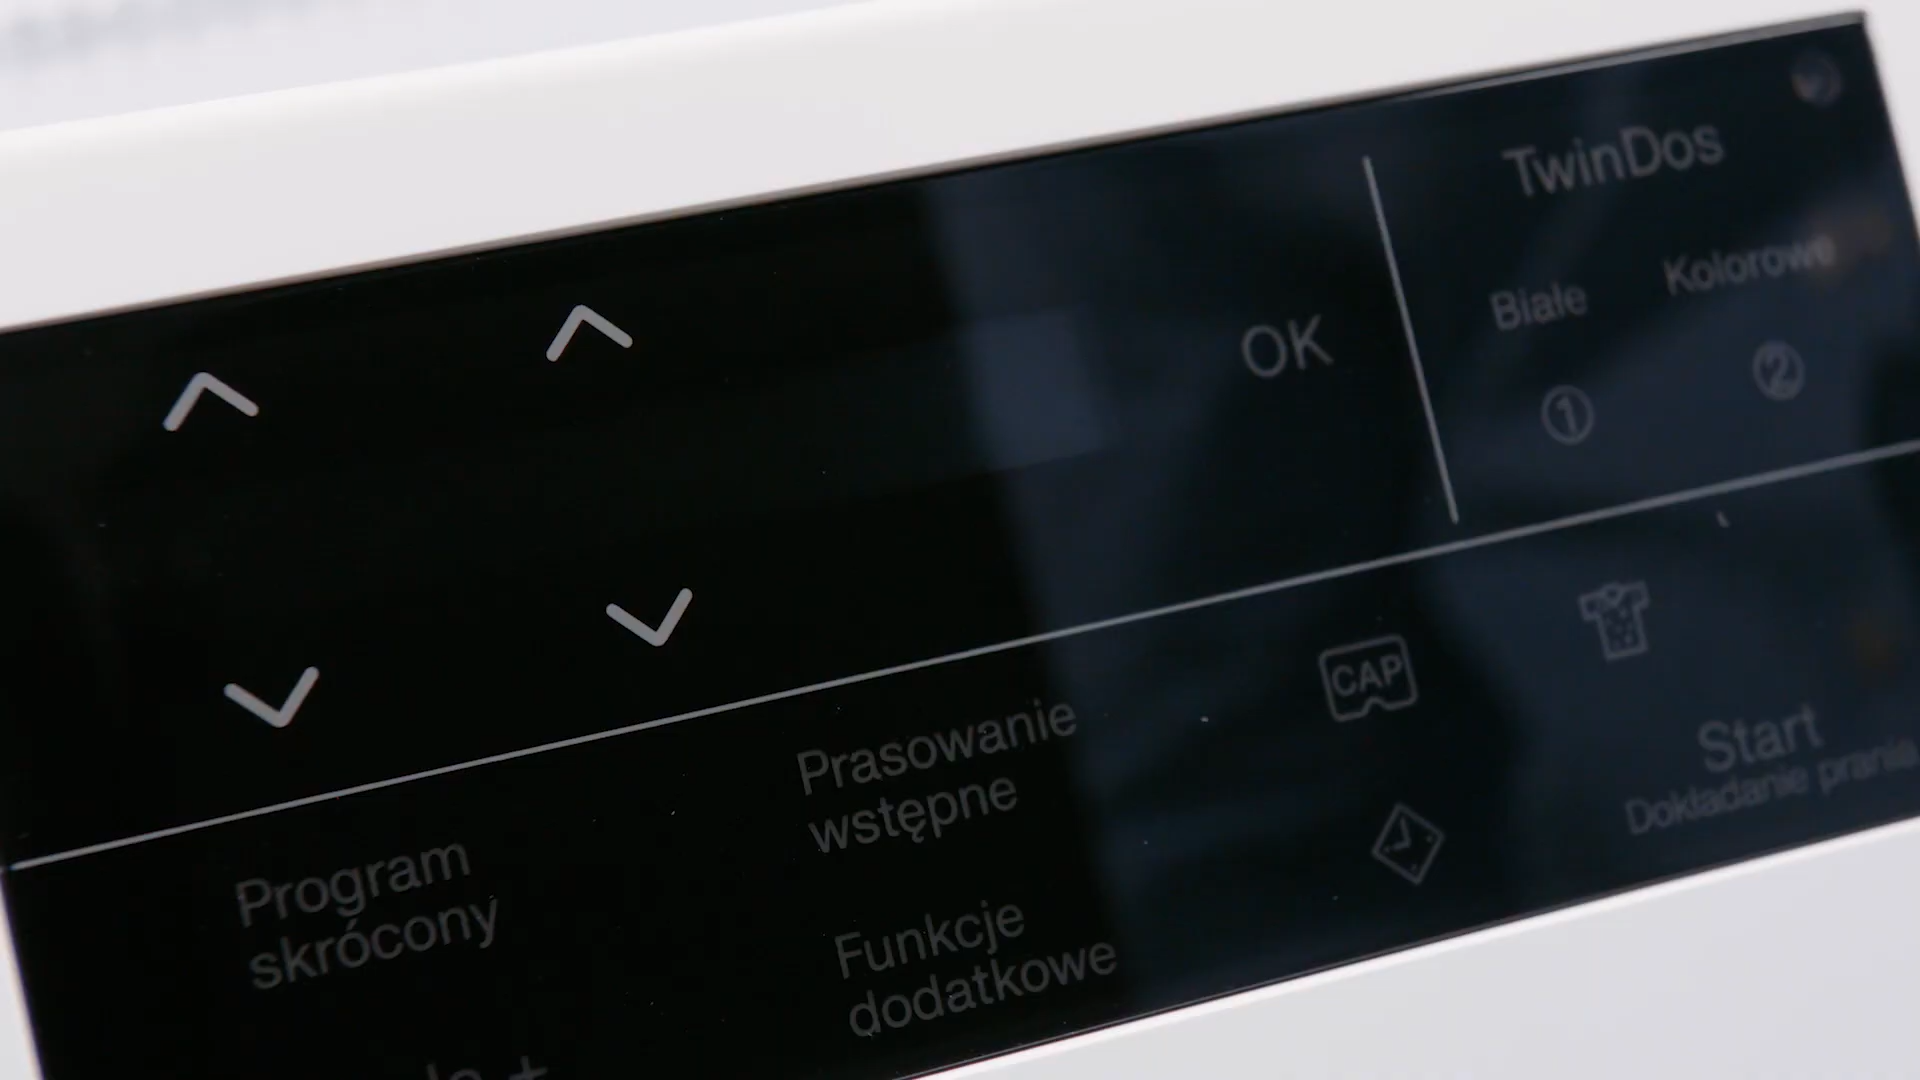 TwinDos
Białe
Kolorowe
①
②
OK
CAP
Prasowanie
wstępne
Start
Dokładanie prania
Program
skrócony
Funkcje
dodatkowe